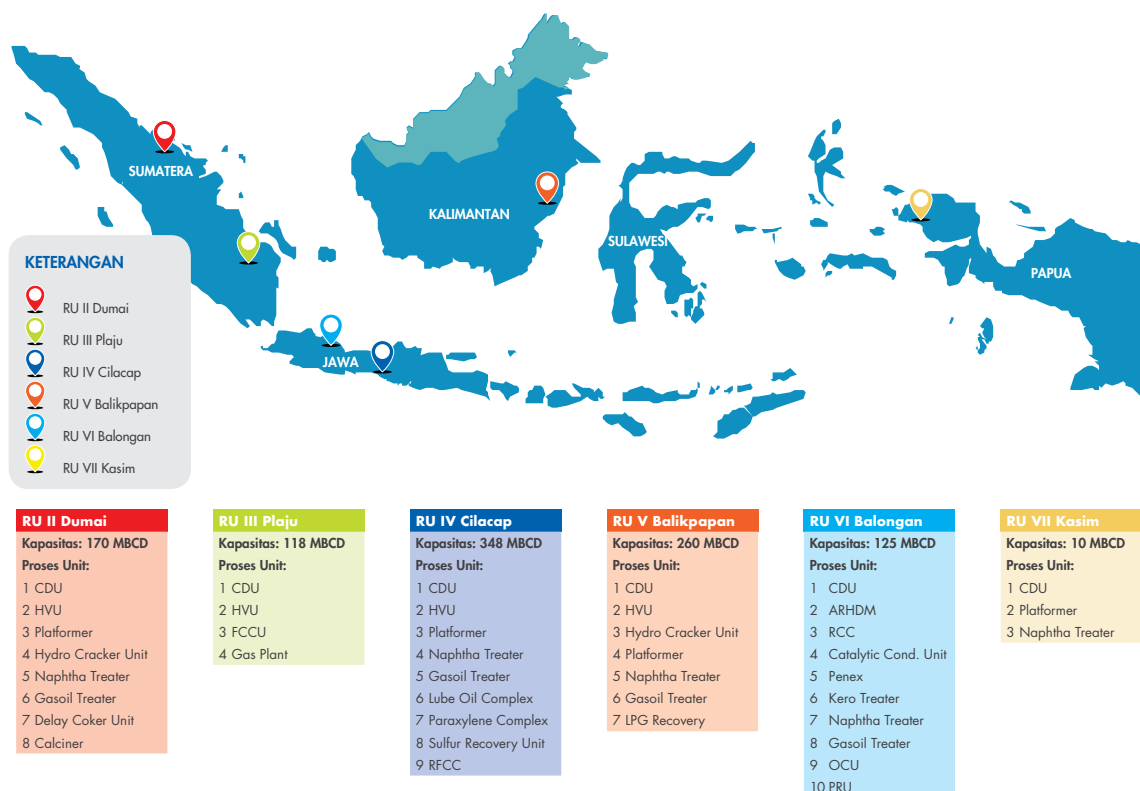 SUMATERA
KALIMANTAN
SULAWESI
PAPUA
JAWA
KETERANGAN
RU II Dumai
RU III Plaju
RU IV Cilacap
RU V Balikpapan
RU VI Balongan
RU VII Kasim
RU II Dumai
Kapasitas: 170 MBCD
Proses Unit:
1 CDU
2 HVU
3 Platformer
4 Hydro Cracker Unit
5 Naphtha Treater
6 Gasoil Treater
7 Delay Coker Unit
8 Calciner
RU III Plaju
Kapasitas: 118 MBCD
Proses Unit:
1 CDU
2 HVU
3 FCCU
4 Gas Plant
RU IV Cilacap
Kapasitas: 348 MBCD
Proses Unit:
1 CDU
2 HVU
3 Platformer
4 Naphtha Treater
5 Gasoil Treater
6 Lube Oil Complex
7 Paraxylene Complex
8 Sulfur Recovery Unit
9 RFCC
RU V Balikpapan
Kapasitas: 260 MBCD
Proses Unit:
1 CDU
2 HVU
3 Hydro Cracker Unit
4 Platformer
5 Naphtha Treater
6 Gasoil Treater
7 LPG Recovery
RU VI Balongan
Kapasitas: 125 MBCD
Proses Unit:
1 CDU
2 ARHDM
3 RCC
4 Catalytic Cond. Unit
5 Penex
6 Kero Treater
7 Naphtha Treater
8 Gasoil Treater
9 OCU
10 PRU
RU VII Kasim
Kapasitas: 10 MBCD
Proses Unit:
1 CDU
2 Platformer
3 Naphtha Treater